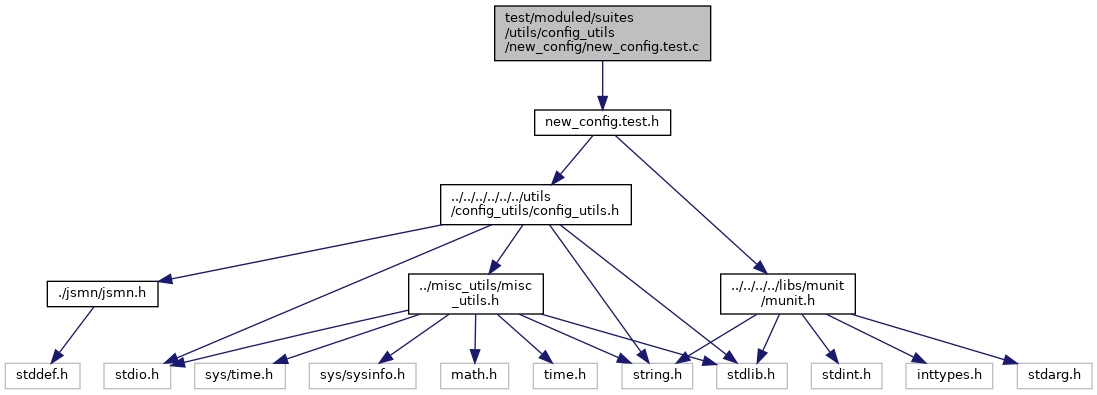 test/moduled/suites
/utils/config_utils
/new_config/new_config.test.c
new_config.test.h
../../../../../../utils
/config_utils/config_utils.h
./jsmn/jsmn.h
../misc_utils/misc
_utils.h
../../../../libs/munit
/munit.h
stddef.h
stdio.h
sys/time.h
sys/sysinfo.h
math.h
time.h
string.h
stdlib.h
stdint.h
inttypes.h
stdarg.h